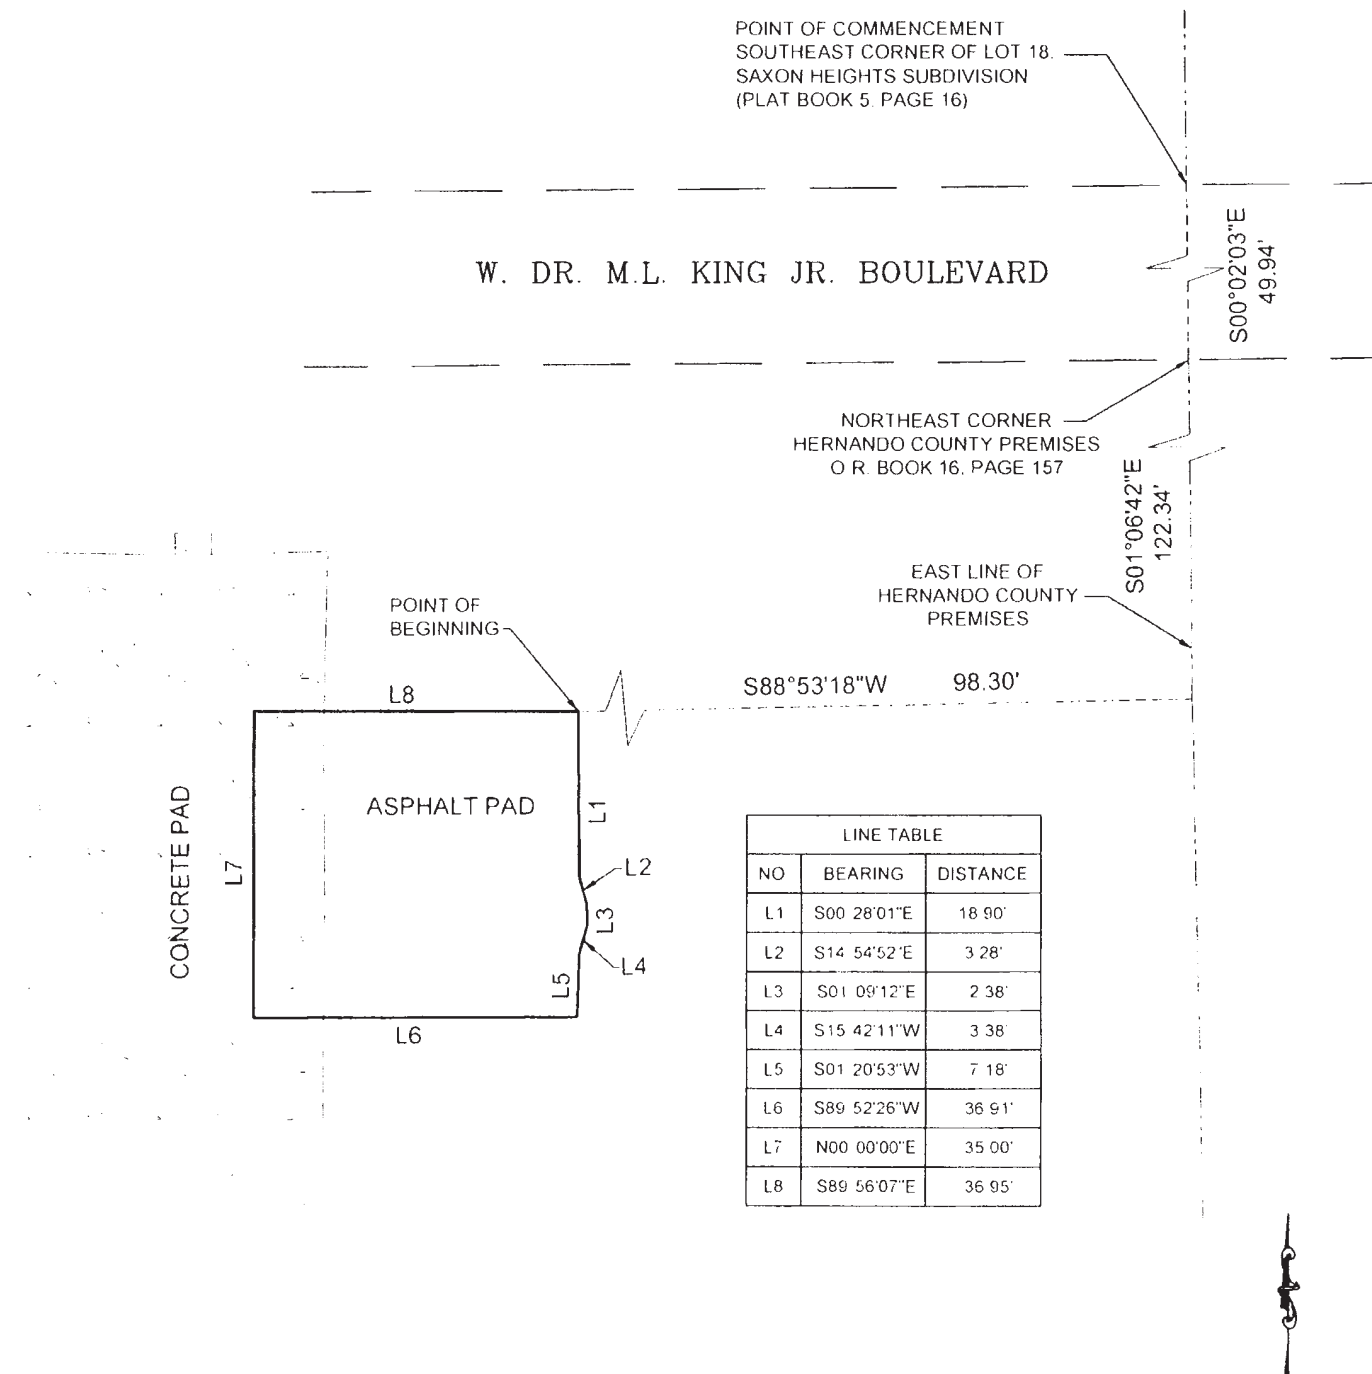 POINT OF COMMENCEMENT
SOUTHEAST CORNER OF LOT 18.
SAXON HEIGHTS SUBDIVISION
(PLAT BOOK 5. PAGE 16)
W. DR. M.L. KING JR. BOULEVARD
S00°02'03"E
49.94'
NORTHEAST CORNER
HERNANDO COUNTY PREMISES
O R. BOOK 16, PAGE 157
S01°06'42"E
122.34'
EAST LINE OF
HERNANDO COUNTY
PREMISES
POINT OF
BEGINNING
S88°53'18"W 98.30'
L8
ASPHALT PAD
CONCRETE PAD
L7
L1
L2
L3
L4
L5
L6
LINE TABLE
NO BEARING DISTANCE
L1 S00 28'01"E 18 90'
L2 S14 54'52"E 3 28'
L3 S01 09'12"E 2 38'
L4 S15 42'11"W 3 38'
L5 S01 20'53"W 7 18'
L6 S89 52'26"W 36 91'
L7 N00 00'00"E 35 00'
L8 S89 56'07"E 36 95'